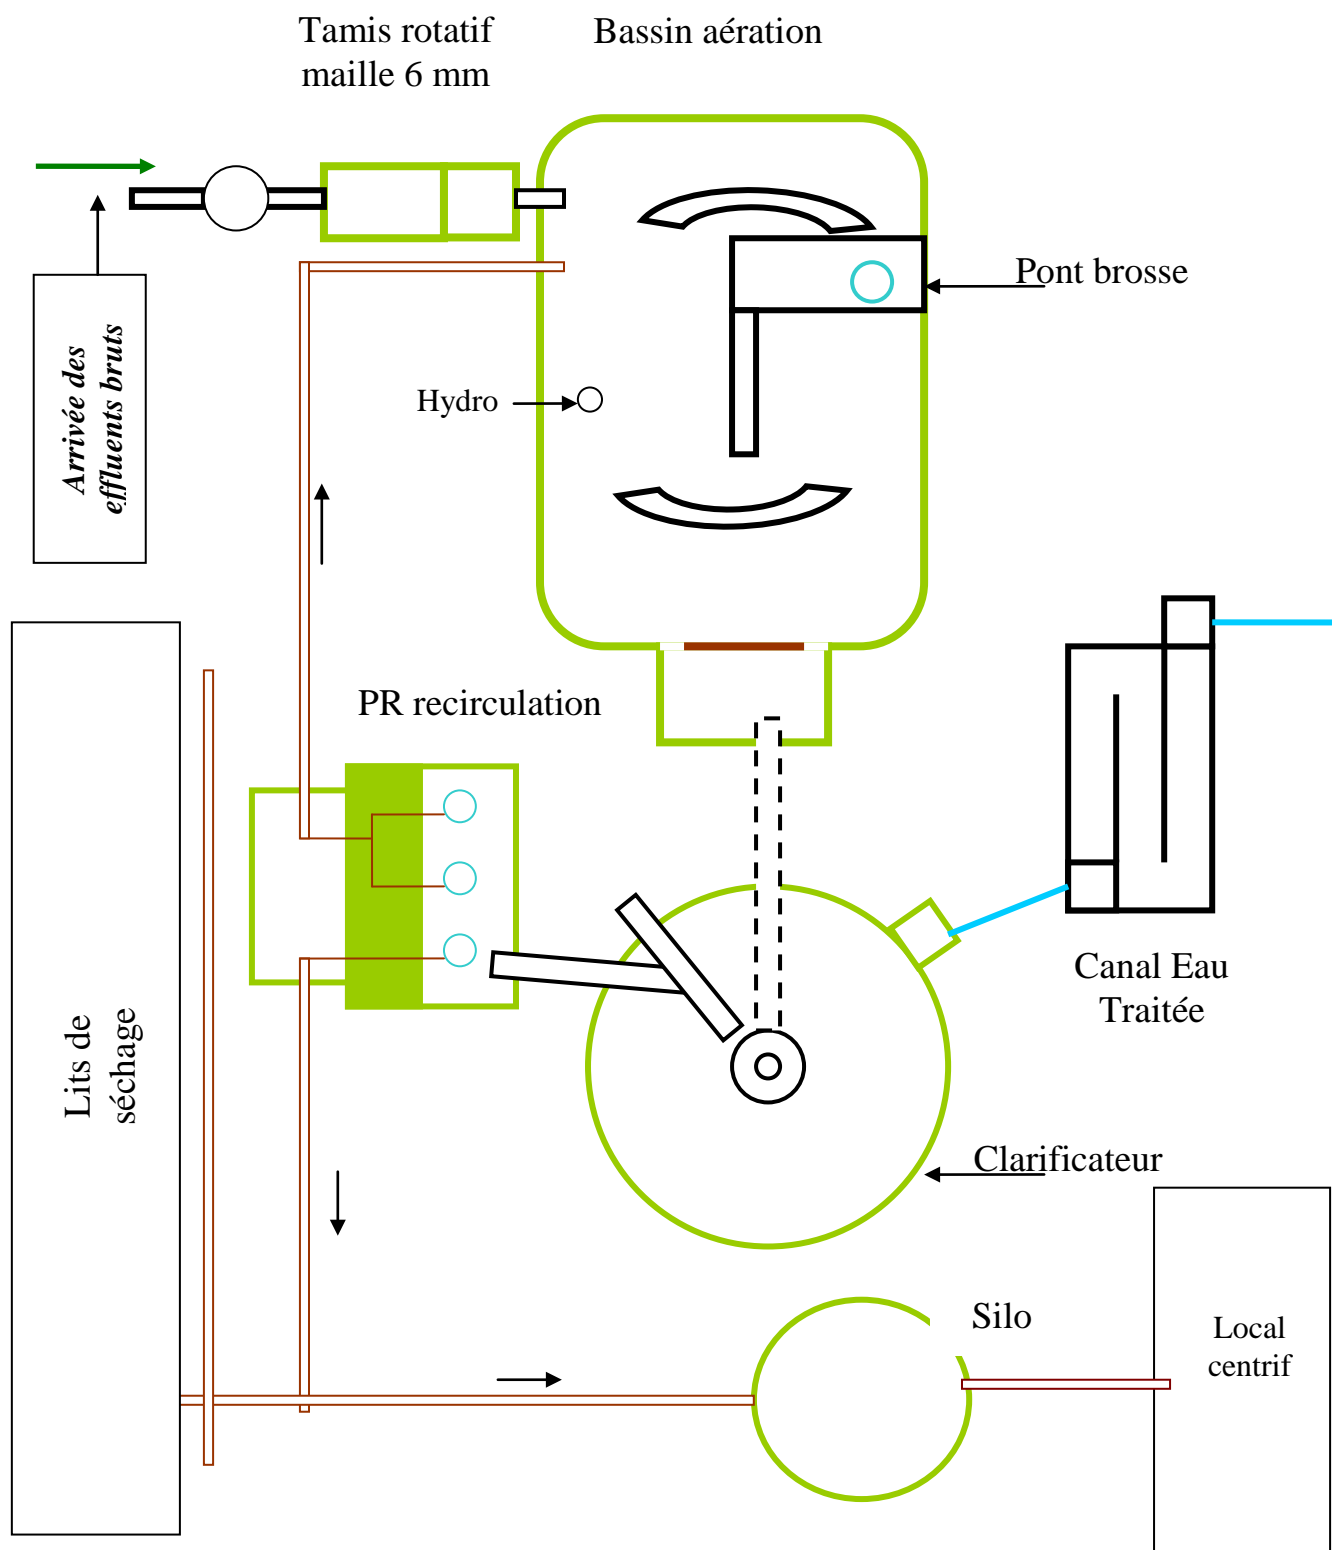 Tamis rotatif
maille 6 mm
Bassin aération
Pont brosse
Arrivée des
effluents bruts
Hydro
PR recirculation
Canal Eau
Traitée
Lits de
séchage
Clarificateur
Silo
Local
centrif